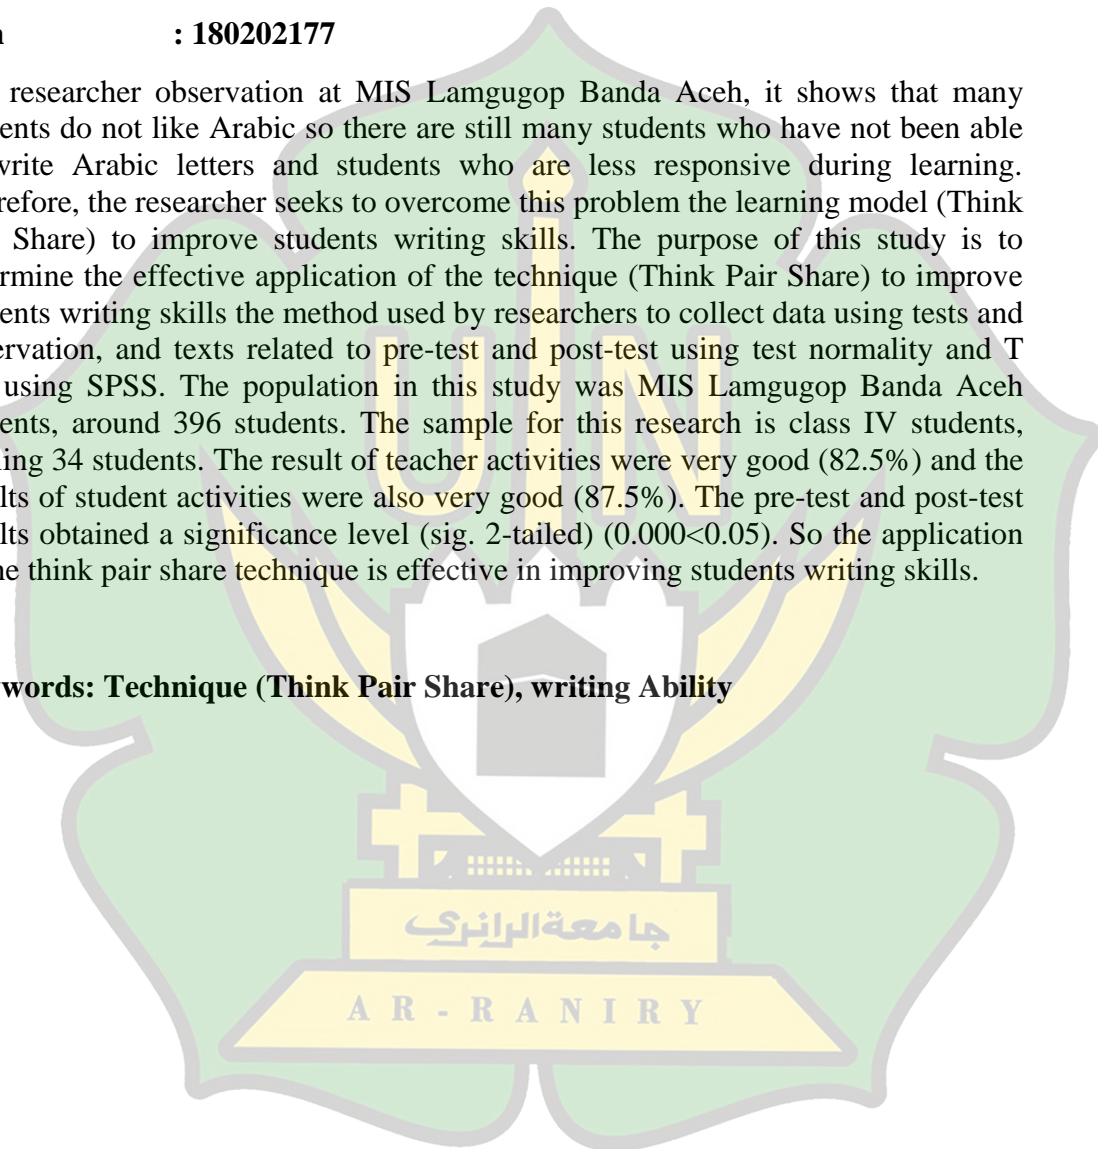 : 180202177
researcher observation at MIS Lamgugop Banda Aceh, it shows that many
ents do not like Arabic so there are still many students who have not been able
write Arabic letters and students who are less responsive during learning.
refore, the researcher seeks to overcome this problem the learning model (Think
Share) to improve students writing skills. The purpose of this study is to
ermine the effective application of the technique (Think Pair Share) to improve
ents writing skills the method used by researchers to collect data using tests and
ervation, and texts related to pre-test and post-test using test normality and T
using SPSS. The population in this study was MIS Lamgugop Banda Aceh
ents, around 396 students. The sample for this research is class IV students,
ling 34 students. The result of teacher activities were very good (82.5%) and the
lts of student activities were also very good (87.5%). The pre-test and post-test
lts obtained a significance level (sig. 2-tailed) (0.000<0.05). So the application
he think pair share technique is effective in improving students writing skills.
words: Technique (Think Pair Share), writing Ability
UIN
جامعة الرانري
AR-RANIRY